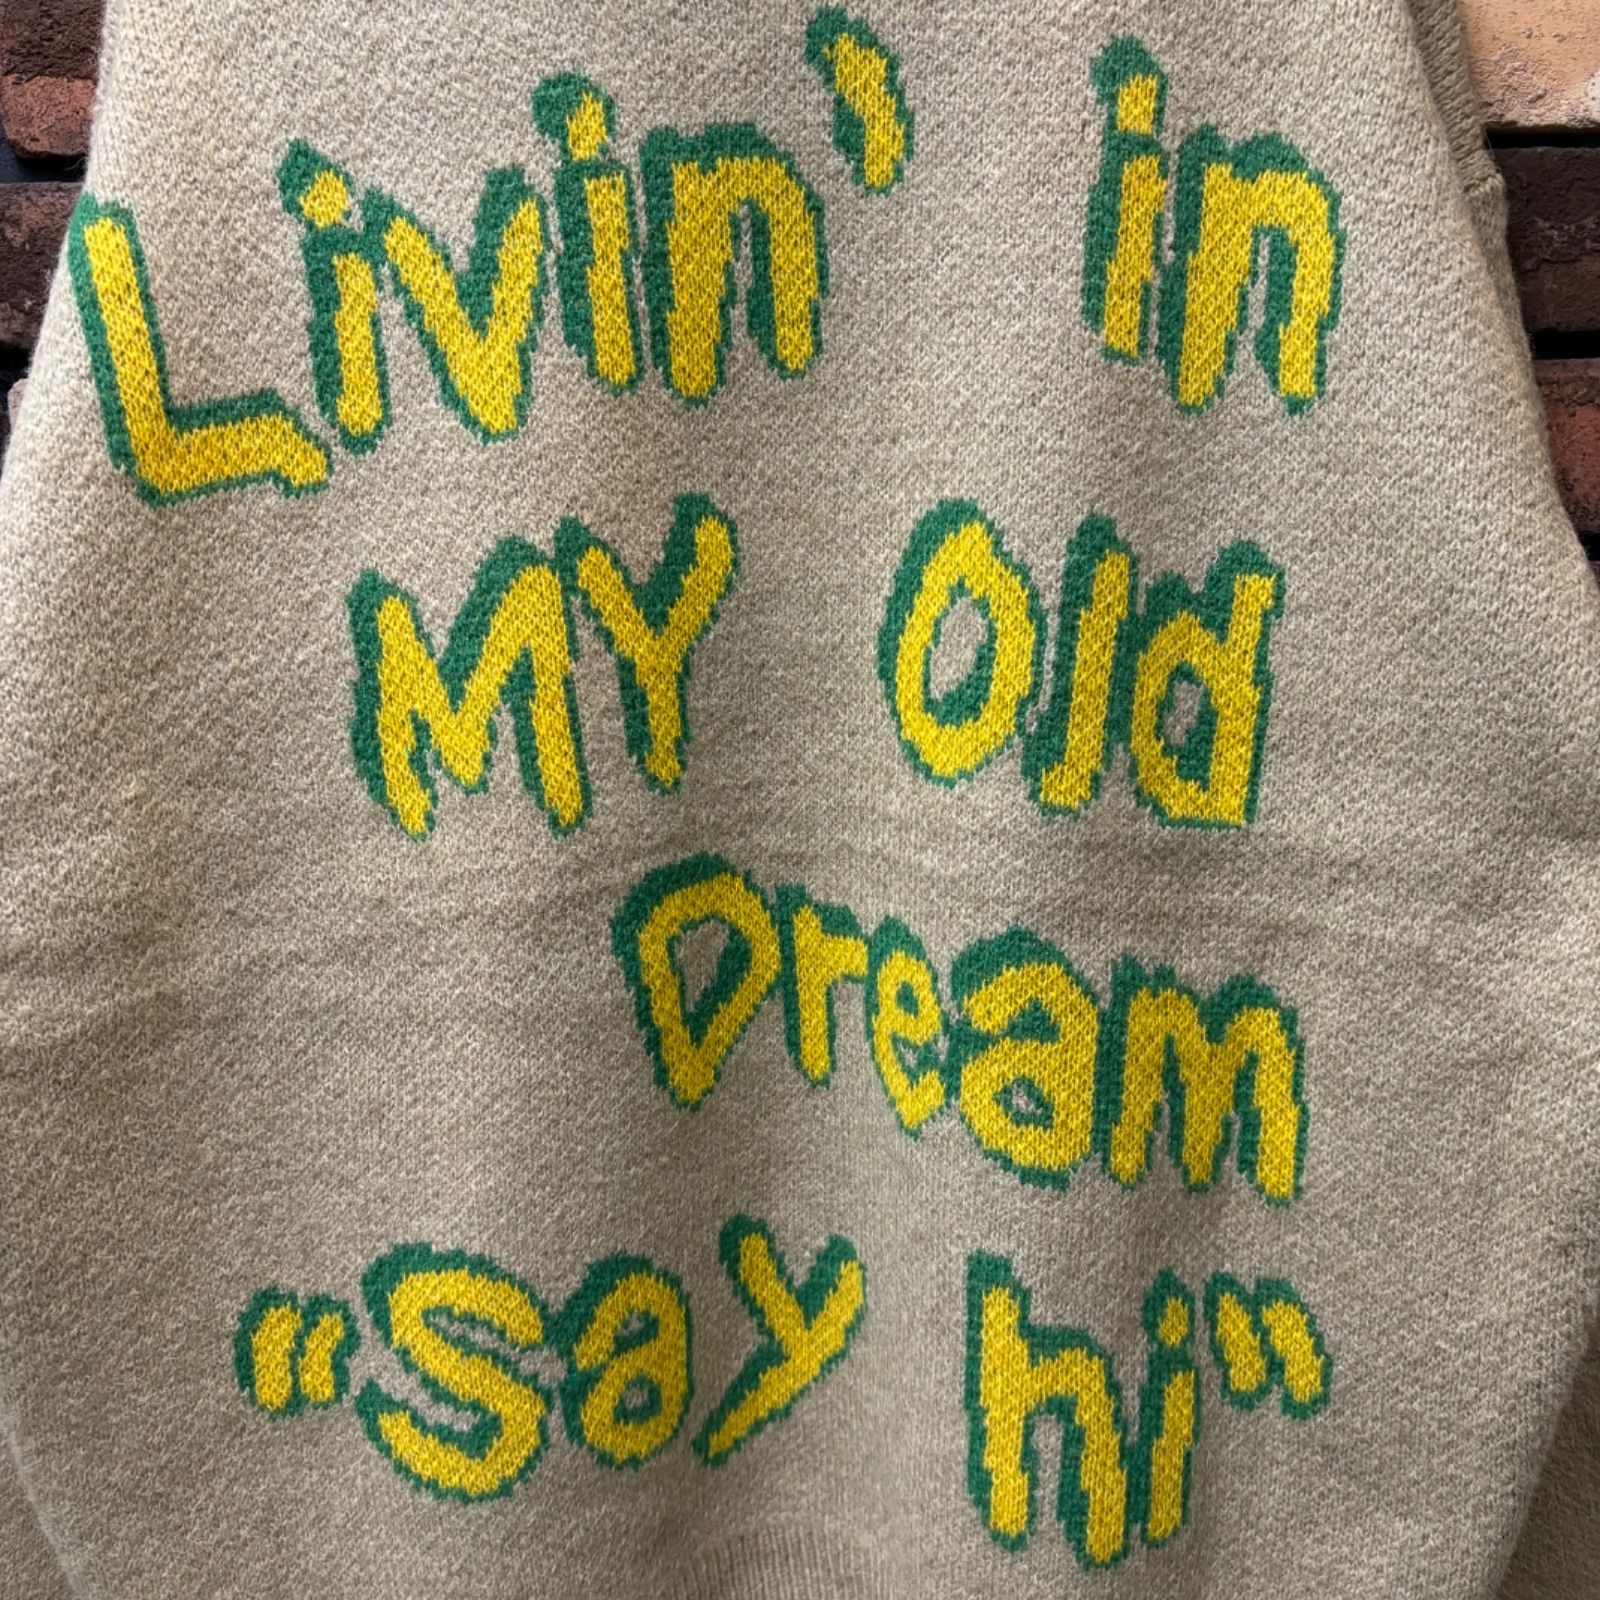 Livin' in
MY Old
Dream
“Say hi”